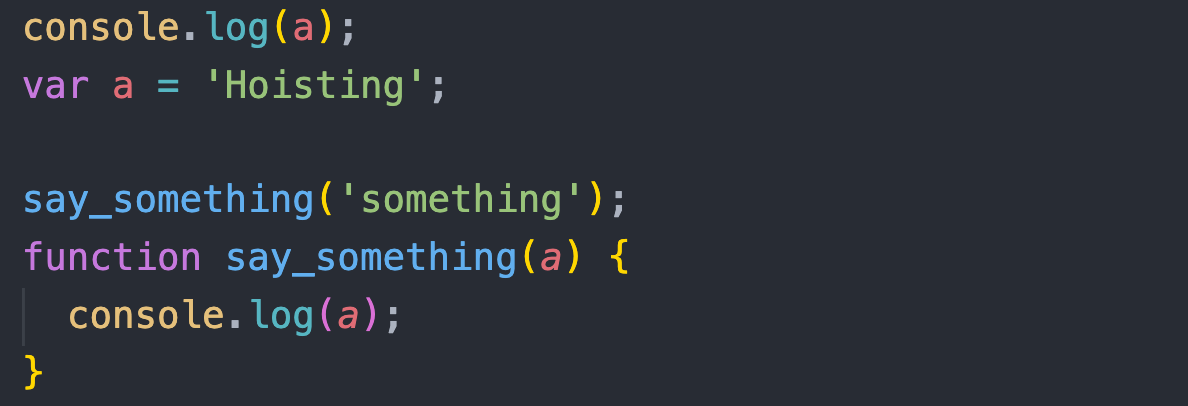 console.log(a);
var a = 'Hoisting';

say_something('something');
function say_something(a) {
  console.log(a);
}